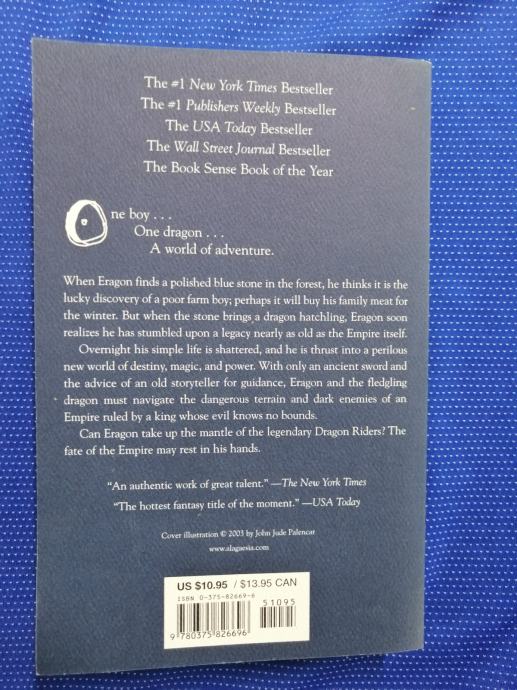 The #1 New York Times Bestseller
The #1 Publishers Weekly Bestseller
The USA Today Bestseller
The Wall Street Journal Bestseller
The Book Sense Book of the Year
One boy . . .
One dragon . . .
A world of adventure.
When Eragon finds a polished blue stone in the forest, he thinks it is the
lucky discovery of a poor farm boy; perhaps it will buy his family meat for
the winter. But when the stone brings a dragon hatchling, Eragon soon
realizes he has stumbled upon a legacy nearly as old as the Empire itself.
Overnight his simple life is shattered, and he is thrust into a perilous
new world of destiny, magic, and power. With only an ancient sword and
the advice of an old storyteller for guidance, Eragon and the fledgling
dragon must navigate the dangerous terrain and dark enemies of an
Empire ruled by a king whose evil knows no bounds.
Can Eragon take up the mantle of the legendary Dragon Riders? The
fate of the Empire may rest in his hands.
“An authentic work of great talent.” —The New York Times
“The hottest fantasy title of the moment.” —USA Today
Cover illustration © 2003 by John Jude Palencar
www.alagaesia.com
US $10.95 / $13.95 CAN
ISBN 0-375-82669-6
51095
9 780375 826696